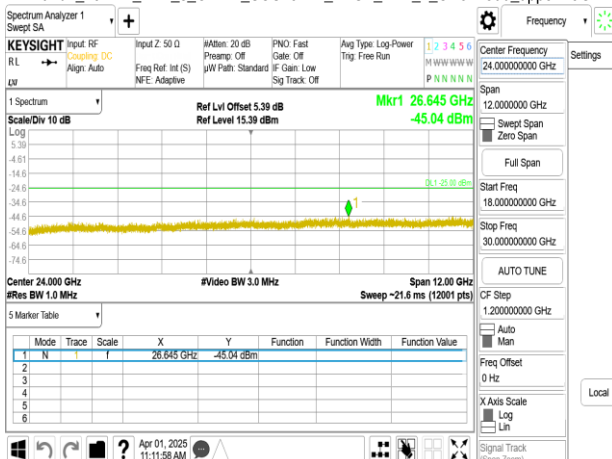 Spectrum Analyzer 1
Swept SA
Frequency
Settings
KEYSIGHT
RL
Input: RF
Coupling: DC
Align: Auto
Input Z: 50 Ω
Freq Ref: Int (S)
NFE: Adaptive
#Atten: 20 dB
Preamp: Off
µW Path: Standard
PNO: Fast
Gate: Off
IF Gain: Low
Sig Track: Off
Avg Type: Log-Power
Trig: Free Run
1 2 3 4 5 6
M W W W W W
P N N N N N
1 Spectrum
Scale/Div 10 dB
Log
Ref Lvl Offset 5.39 dB
Ref Level 15.39 dBm
Mkr1 26.645 GHz
-45.04 dBm
5.39
-4.61
-14.6
-24.6
-34.6
-44.6
-54.6
-64.6
-74.6
DL1 -25.00 dBm
1
Center 24.000 GHz
#Res BW 1.0 MHz
#Video BW 3.0 MHz
Span 12.00 GHz
Sweep ~21.6 ms (12001 pts)
5 Marker Table
Mode Trace Scale X Y Function Function Width Function Value
1 N 1 f 26.645 GHz -45.04 dBm
2
3
4
5
6
Center Frequency
24.000000000 GHz
Span
12.0000000 GHz
Swept Span
Zero Span
Full Span
Start Freq
18.000000000 GHz
Stop Freq
30.000000000 GHz
AUTO TUNE
CF Step
1.200000000 GHz
Auto
Man
Freq Offset
0 Hz
X Axis Scale
Log
Lin
Signal Track
Local
?
Apr 01, 2025
11:11:58 AM